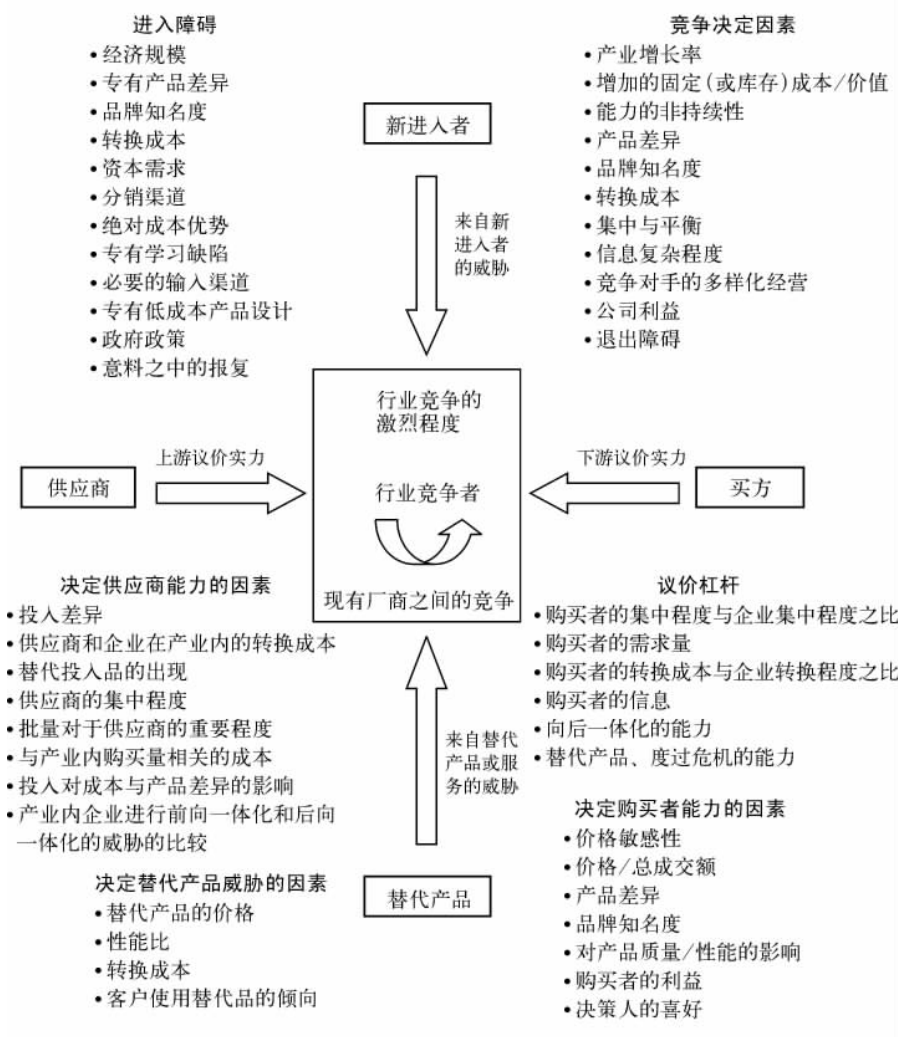 进入障碍
•经济规模
•专有产品差异
•品牌知名度
•转换成本
•资本需求
•分销渠道
•绝对成本优势
•专有学习缺陷
•必要的输入渠道
•专有低成本产品设计
•政府政策
•意料之中的报复
新进入者
来自新
进入者
的威胁
竞争决定因素
•产业增长率
•增加的固定(或库存)成本/价值
•能力的非持续性
•产品差异
•品牌知名度
•转换成本
•集中与平衡
•信息复杂程度
•竞争对手的多样化经营
•公司利益
•退出障碍
供应商
上游议价实力
行业竞争的
激烈程度
行业竞争者
现有厂商之间的竞争
下游议价实力
买方
决定供应商能力的因素
•投入差异
•供应商和企业在产业内的转换成本
•替代投入品的出现
•供应商的集中程度
•批量对于供应商的重要程度
•与产业内购买量相关的成本
•投入对成本与产品差异的影响
•产业内企业进行前向一体化和后向
一体化的威胁的比较
来自替代
产品或服
务的威胁
议价杠杆
•购买者的集中程度与企业集中程度之比
•购买者的需求量
•购买者的转换成本与企业转换程度之比
•购买者的信息
•向后一体化的能力
•替代产品、度过危机的能力
决定替代产品威胁的因素
•替代产品的价格
•性能比
•转换成本
•客户使用替代品的倾向
替代产品
决定购买者能力的因素
•价格敏感性
•价格/总成交额
•产品差异
•品牌知名度
•对产品质量/性能的影响
•购买者的利益
•决策人的喜好